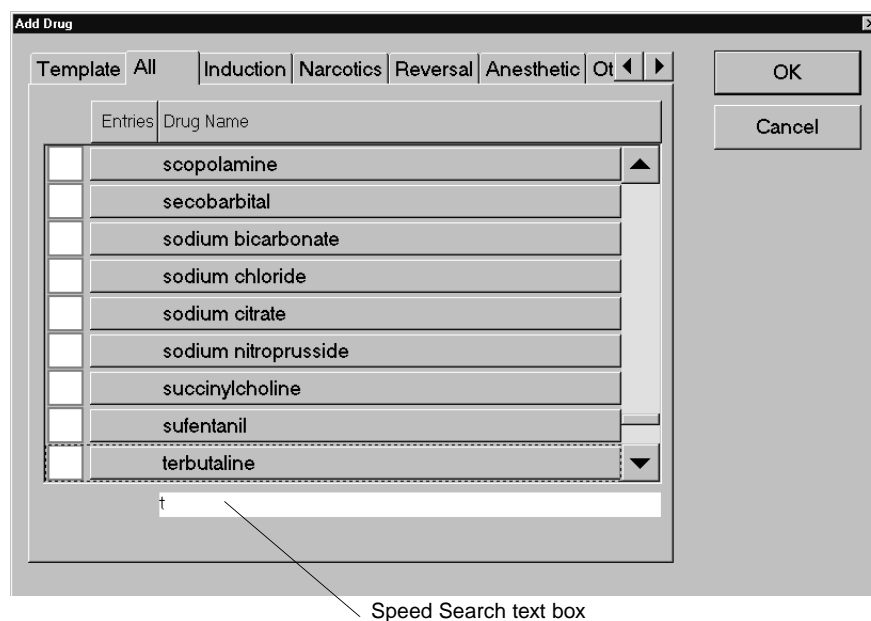 Add Drug
Template All Induction Narcotics Reversal Anesthetic Ot
OK
Cancel
Entries Drug Name
scopolamine
secobarbital
sodium bicarbonate
sodium chloride
sodium citrate
sodium nitroprusside
succinylcholine
sufentanil
terbutaline
t
Speed Search text box